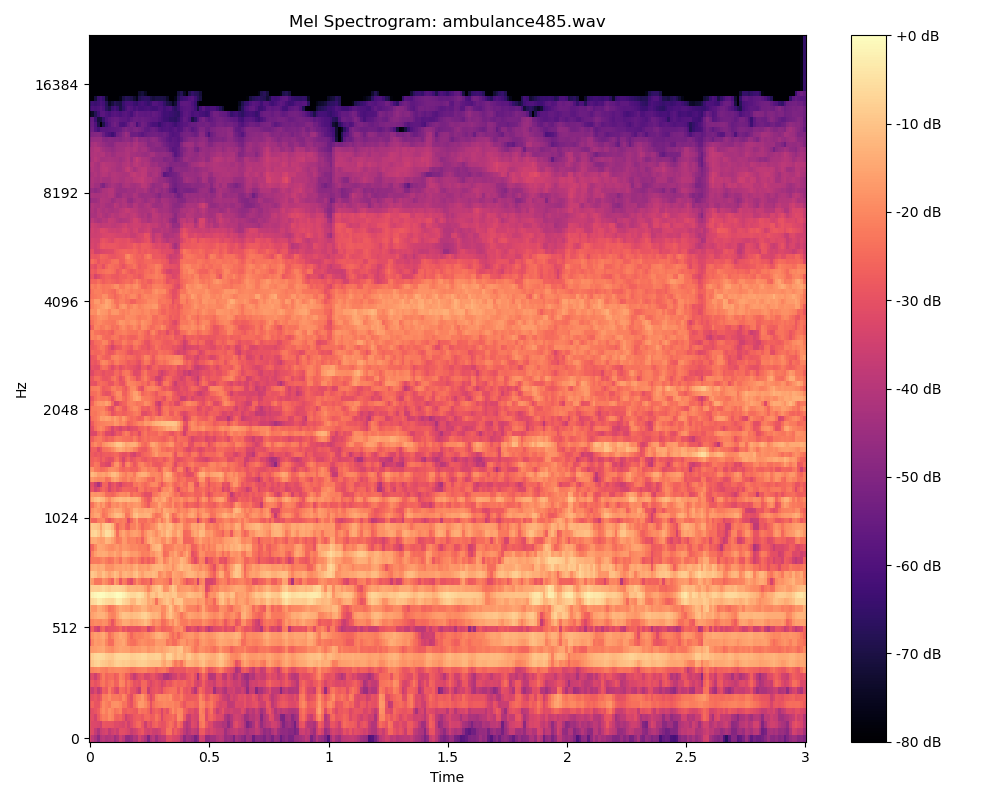 Mel Spectrogram: ambulance485.wav
Hz
16384
8192
4096
2048
1024
512
0
0
0.5
1
1.5
2
2.5
3
Time
+0 dB
-10 dB
-20 dB
-30 dB
-40 dB
-50 dB
-60 dB
-70 dB
-80 dB